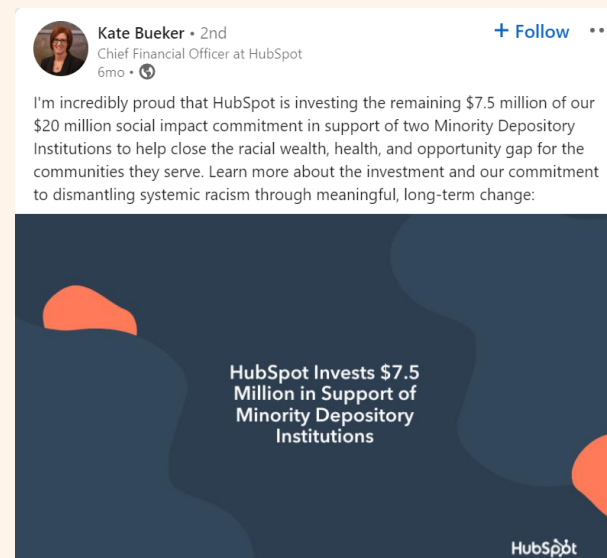 Kate Bueker • 2nd
+ Follow
Chief Financial Officer at HubSpot
6mo •
I'm incredibly proud that HubSpot is investing the remaining $7.5 million of our
$20 million social impact commitment in support of two Minority Depository
Institutions to help close the racial wealth, health, and opportunity gap for the
communities they serve. Learn more about the investment and our commitment
to dismantling systemic racism through meaningful, long-term change:
HubSpot Invests $7.5
Million in Support of
Minority Depository
Institutions
HubSpot